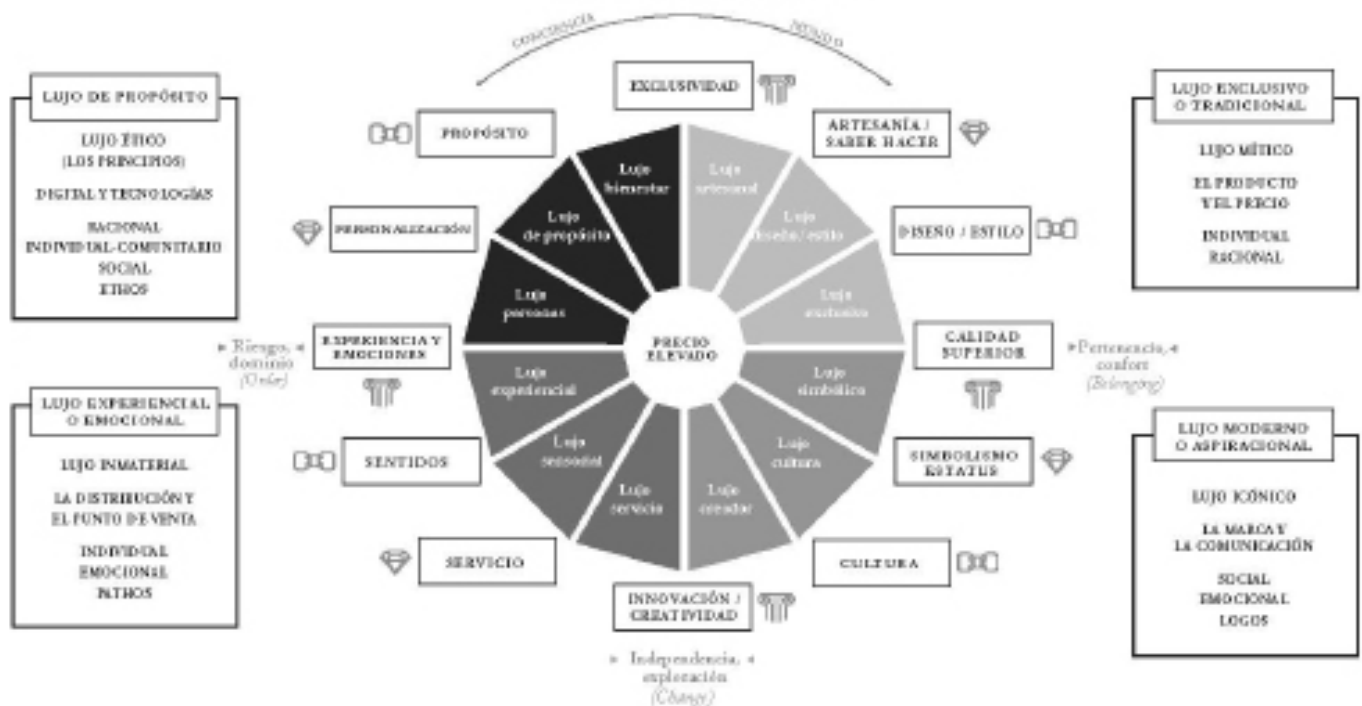 CONCIENCIA
MUNDO
EXCLUSIVIDAD
PROPÓSITO
ARTESANÍA /
SABER HACER
PERSONALIZACIÓN
DISEÑO / ESTILO
EXPERIENCIA Y
EMOCIONES
CALIDAD
SUPERIOR
SENTIDOS
SIMBOLISMO
ESTATUS
SERVICIO
CULTURA
INNOVACIÓN /
CREATIVIDAD
LUJO DE PROPÓSITO
LUJO ÉTICO
(LOS PRINCIPIOS)
DIGITAL Y TECNOLOGÍAS
RACIONAL
INDIVIDUAL-COMUNITARIO
SOCIAL
ETHOS
LUJO EXCLUSIVO
O TRADICIONAL
LUJO MÍTICO
EL PRODUCTO
Y EL PRECIO
INDIVIDUAL
RACIONAL
Lujo
bienestar
Lujo
artesanal
Lujo
de propósito
Lujo
diseño/estilo
Lujo
personas
Lujo
exclusivo
PRECIO
ELEVADO
Lujo
experiencial
Lujo
simbólico
Lujo
sensorial
Lujo
cultura
Lujo
servicio
Lujo
creador
Riesgo,
dominio
(Order)
Pertenencia,
confort
(Belonging)
LUJO EXPERIENCIAL
O EMOCIONAL
LUJO INMATERIAL
LA DISTRIBUCIÓN Y
EL PUNTO DE VENTA
INDIVIDUAL
EMOCIONAL
PATHOS
LUJO MODERNO
O ASPIRACIONAL
LUJO ICÓNICO
LA MARCA Y
LA COMUNICACIÓN
SOCIAL
EMOCIONAL
LOGOS
Independencia,
exploración
(Change)